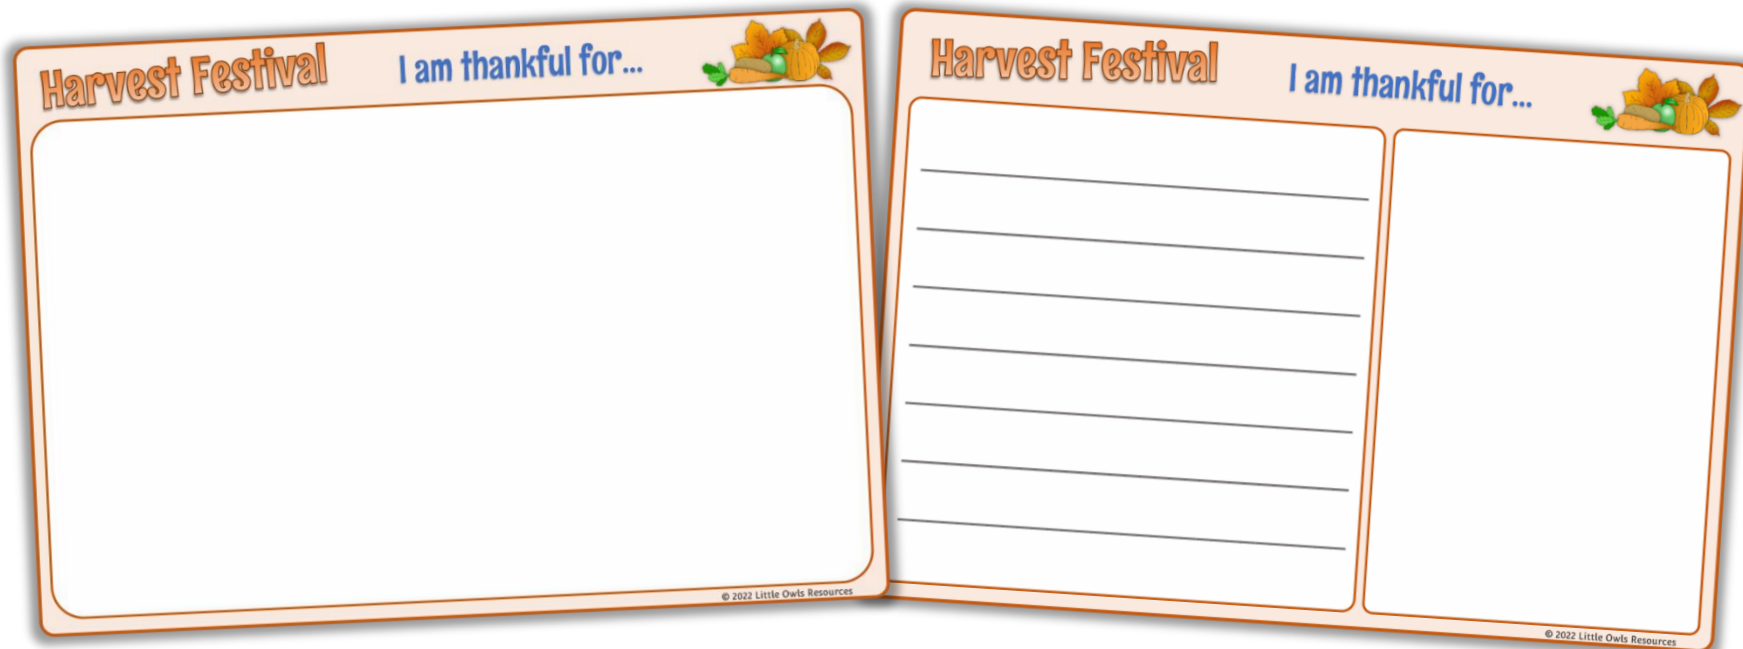 Harvest Festival
I am thankful for...
© 2022 Little Owls Resources
Harvest Festival
I am thankful for...
© 2022 Little Owls Resources